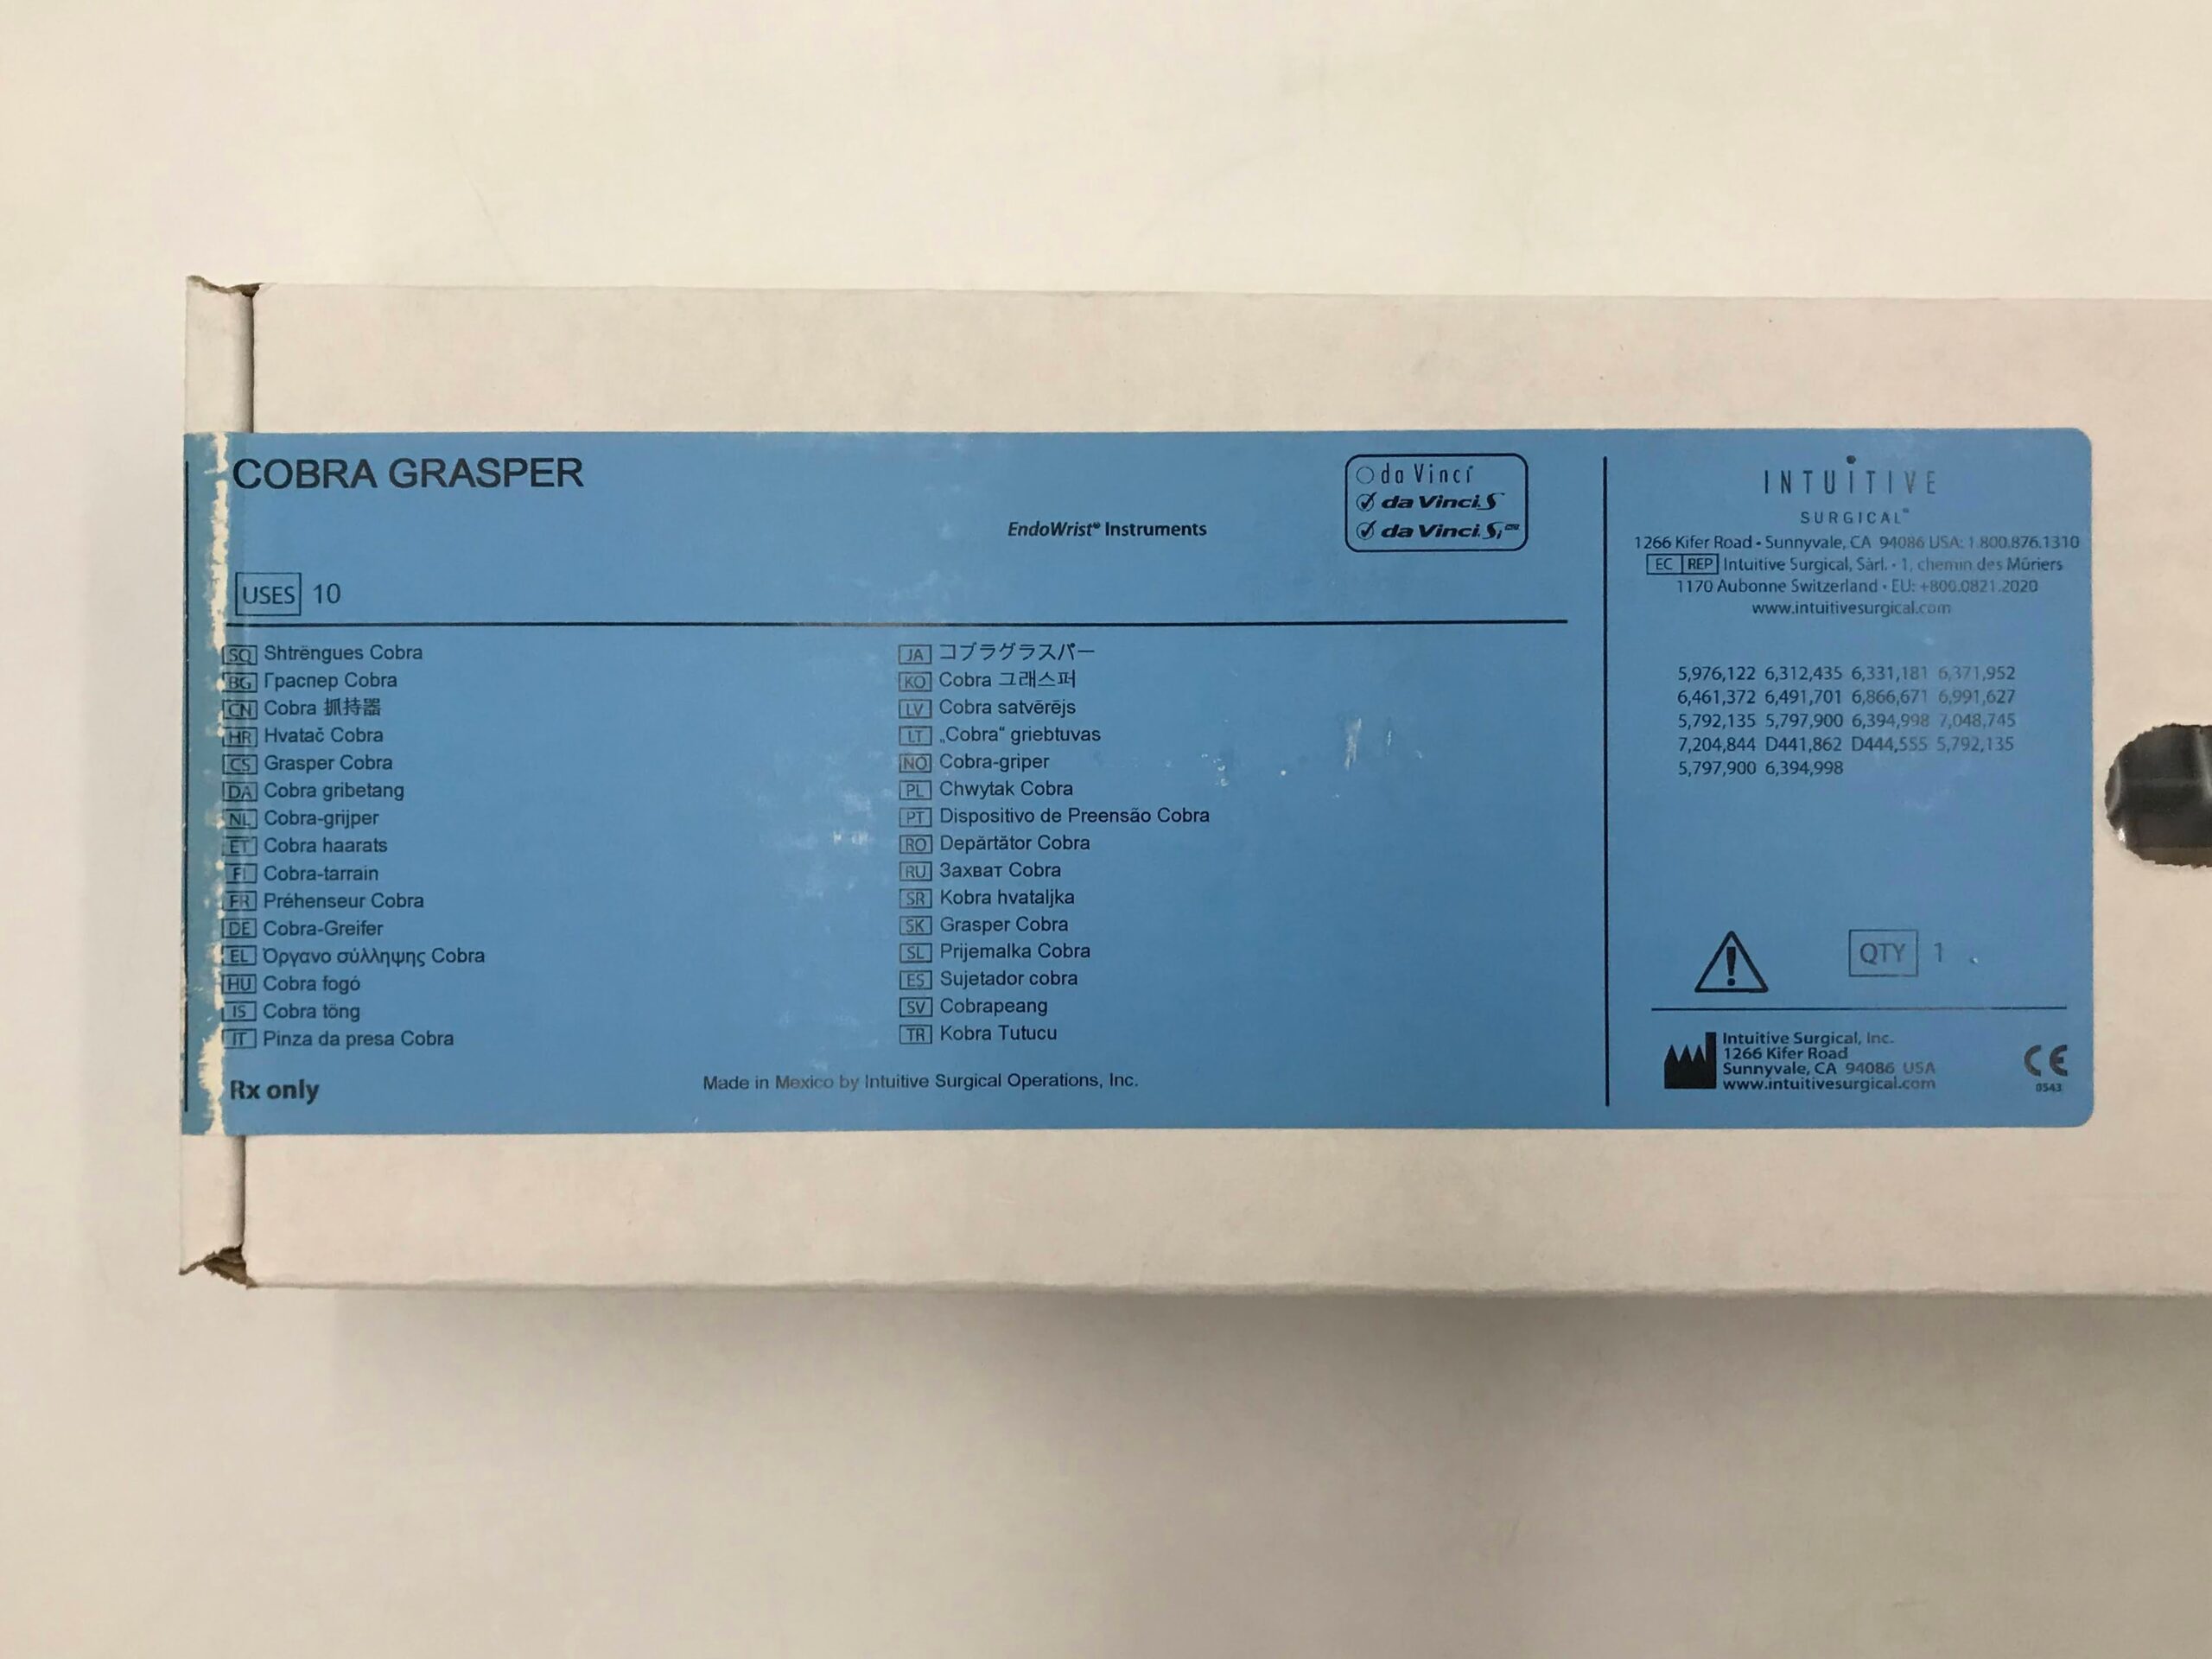 COBRA GRASPER
EndoWrist® Instruments
da Vinci
da Vinci. S
da Vinci. Si
USES 10
SQ Shtrëngues Cobra
BG Граспер Cobra
CN Cobra 抓持器
HR Hvatač Cobra
CS Grasper Cobra
DA Cobra gribetang
NL Cobra-grijper
ET Cobra haarats
FI Cobra-tarrain
FR Préhenseur Cobra
DE Cobra-Greifer
EL Όργανο σύλληψης Cobra
HU Cobra fogó
IS Cobra töng
IT Pinza da presa Cobra
JA コブラグラスパー
KO Cobra 그래스퍼
LV Cobra satvērējs
LT „Cobra“ griebtuvas
NO Cobra-griper
PL Chwytak Cobra
PT Dispositivo de Preensão Cobra
RO Depărtător Cobra
RU Захват Cobra
SR Kobra hvataljka
SK Grasper Cobra
SL Prijemalka Cobra
ES Sujetador cobra
SV Cobrapeang
TR Kobra Tutucu
Rx only
Made in Mexico by Intuitive Surgical Operations, Inc.
INTUITIVE
SURGICAL®
1266 Kifer Road • Sunnyvale, CA 94086 USA: 1.800.876.1310
EC REP Intuitive Surgical, Sàrl. • 1, chemin des Mûriers
1170 Aubonne Switzerland • EU: +800.0821.2020
www.intuitivesurgical.com
5,976,122 6,312,435 6,331,181 6,371,952
6,461,372 6,491,701 6,866,671 6,991,627
5,792,135 5,797,900 6,394,998 7,048,745
7,204,844 D441,862 D444,555 5,792,135
5,797,900 6,394,998
QTY 1
Intuitive Surgical, Inc.
1266 Kifer Road
Sunnyvale, CA 94086 USA
www.intuitivesurgical.com
CE
0543